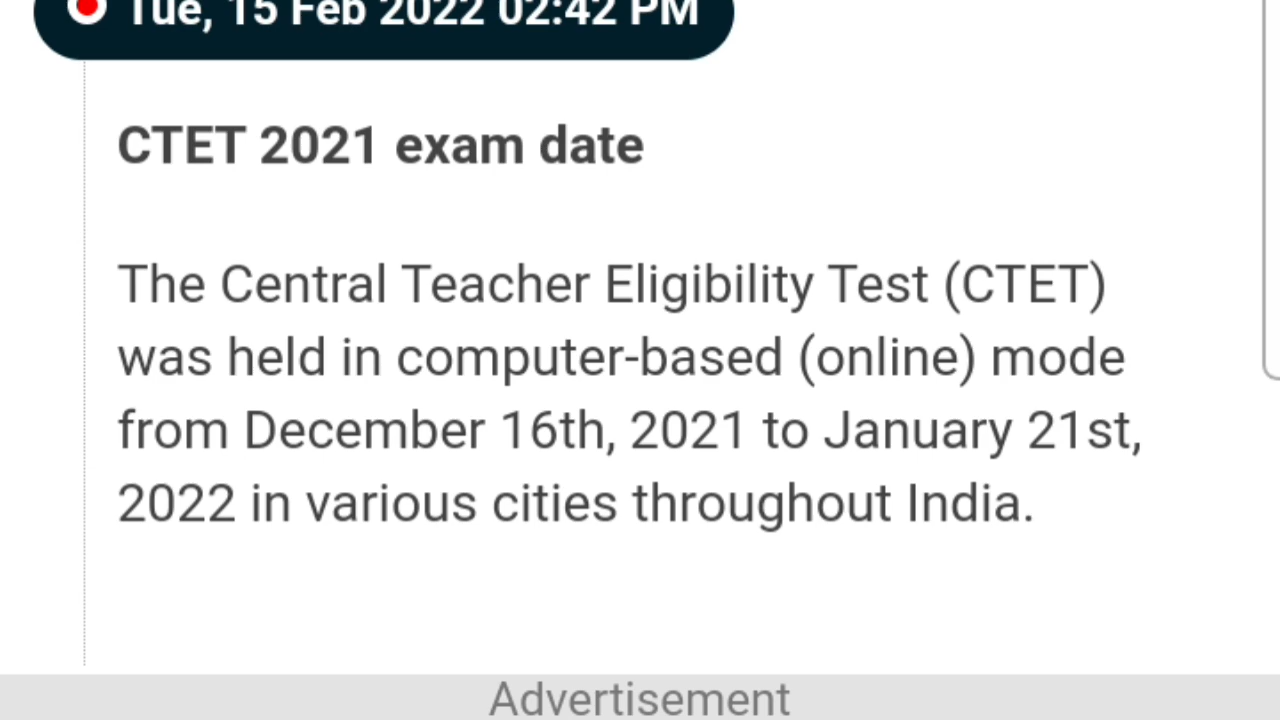 Tue, 15 Feb 2022 02:42 PM
CTET 2021 exam date
The Central Teacher Eligibility Test (CTET)
was held in computer-based (online) mode
from December 16th, 2021 to January 21st,
2022 in various cities throughout India.
Advertisement